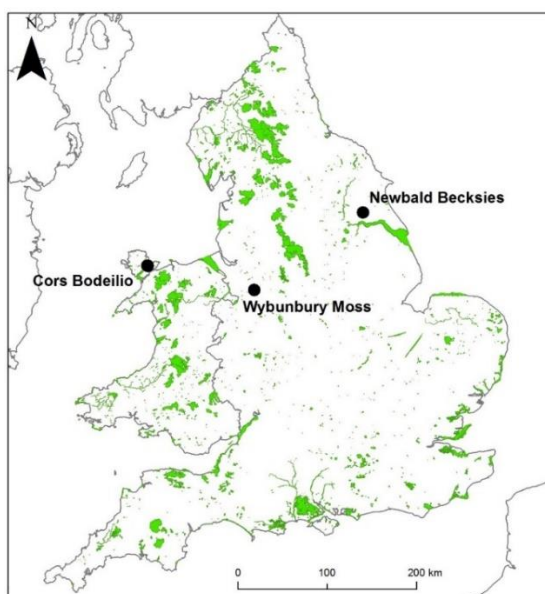 N
Newbald Becksies
Cors Bodeilio
Wybunbury Moss
0 100 200 km